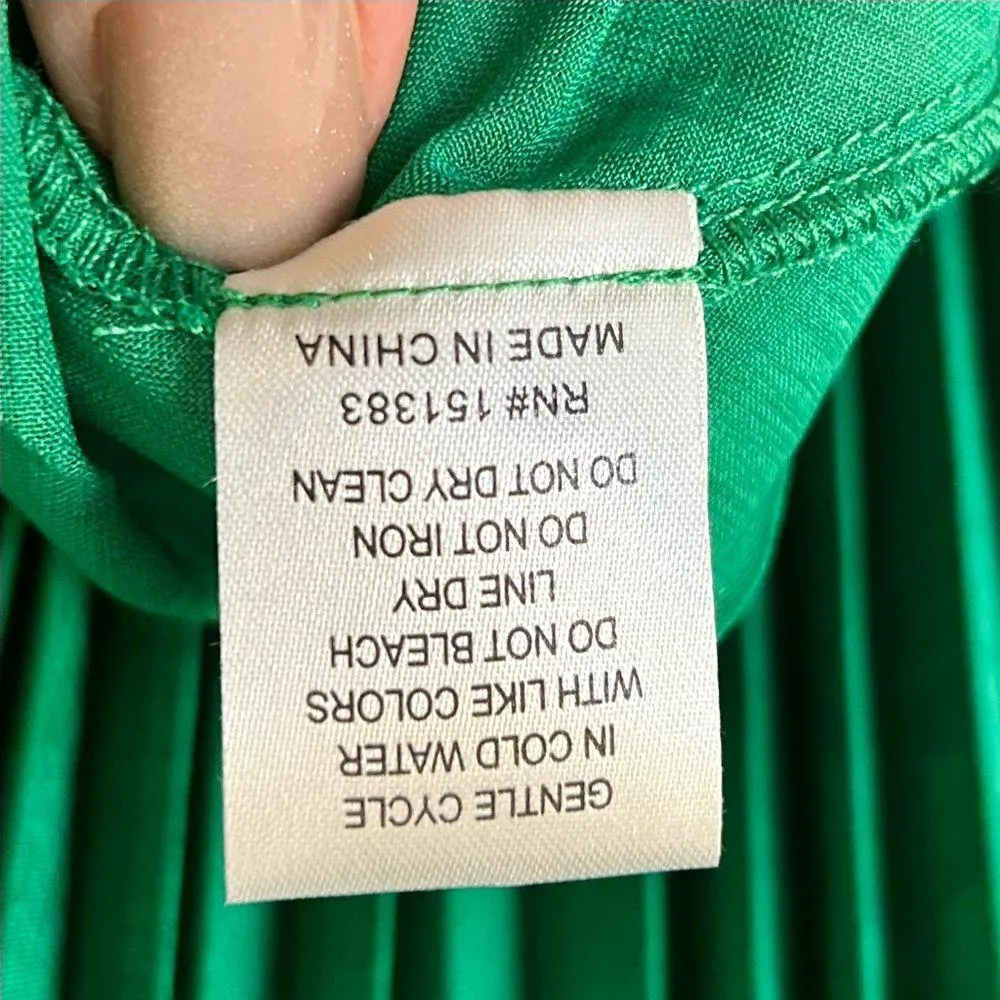 GENTLE CYCLE
IN COLD WATER
WITH LIKE COLORS
DO NOT BLEACH
LINE DRY
DO NOT IRON
DO NOT DRY CLEAN
RN# 151383
MADE IN CHINA